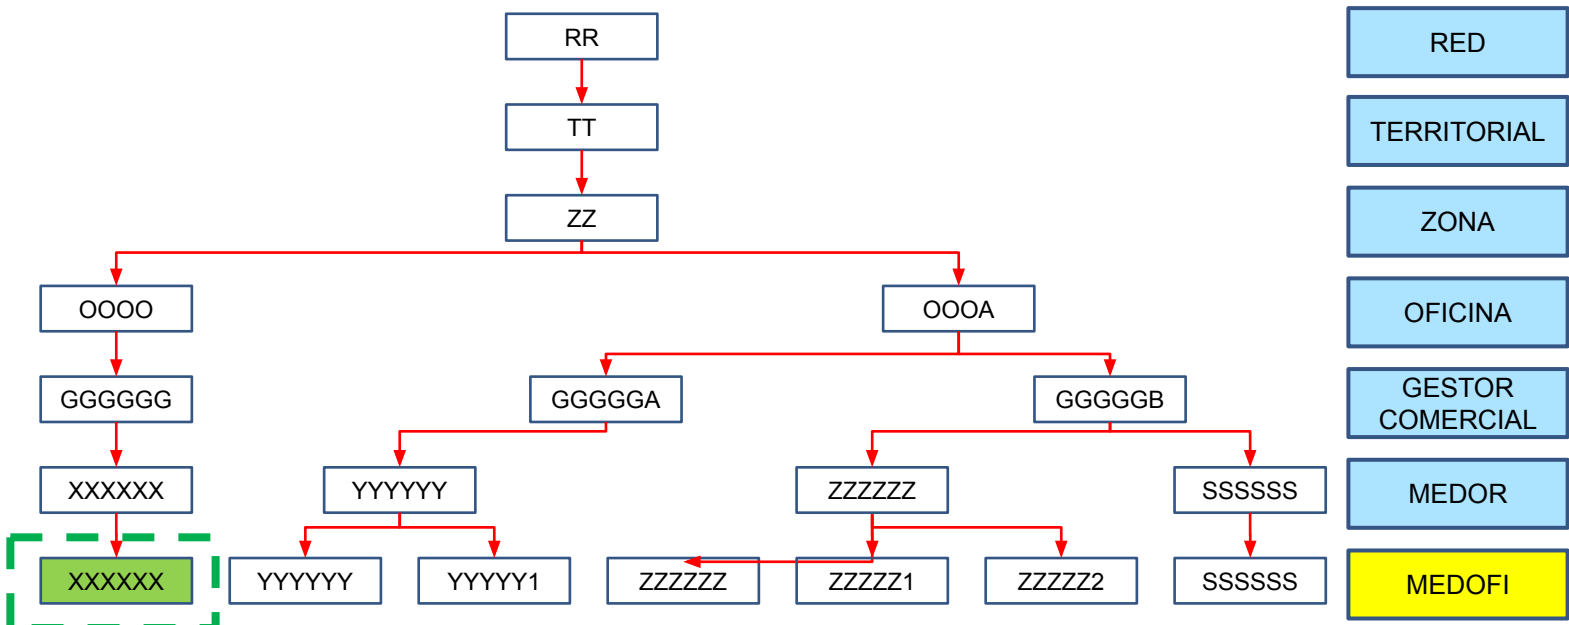 RR
RED
TT
TERRITORIAL
ZZ
ZONA
OOOO
OOOA
OFICINA
GGGGGG
GGGGGA
GGGGGB
GESTOR
COMERCIAL
XXXXXX
YYYYYY
ZZZZZZ
SSSSSS
MEDOR
XXXXXX
YYYYYY
YYYYY1
ZZZZZZ
ZZZZZ1
ZZZZZ2
SSSSSS
MEDOFI